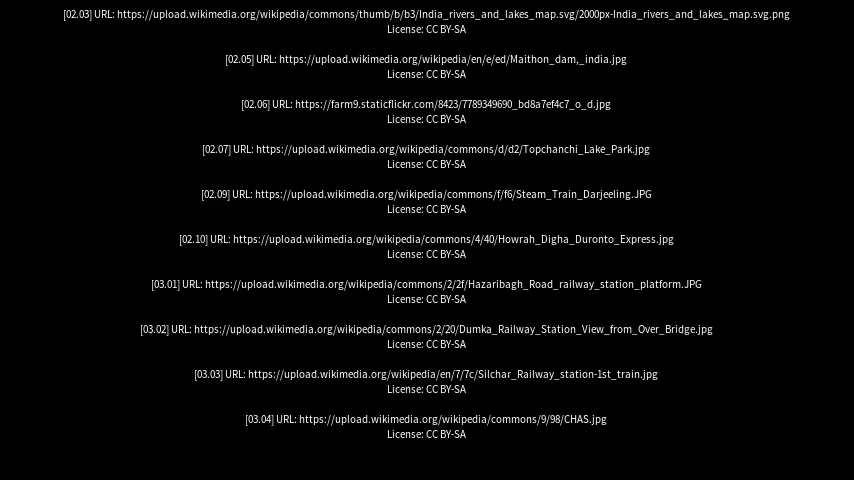 [02.03] URL: https://upload.wikimedia.org/wikipedia/commons/thumb/b/b3/India_rivers_and_lakes_map.svg/2000px-India_rivers_and_lakes_map.svg.png
License: CC BY-SA
[02.05] URL: https://upload.wikimedia.org/wikipedia/en/e/ed/Maithon_dam,_india.jpg
License: CC BY-SA
[02.06] URL: https://farm9.staticflickr.com/8423/7789349690_bd8a7ef4c7_o_d.jpg
License: CC BY-SA
[02.07] URL: https://upload.wikimedia.org/wikipedia/commons/d/d2/Topchanchi_Lake_Park.jpg
License: CC BY-SA
[02.09] URL: https://upload.wikimedia.org/wikipedia/commons/f/f6/Steam_Train_Darjeeling.JPG
License: CC BY-SA
[02.10] URL: https://upload.wikimedia.org/wikipedia/commons/4/40/Howrah_Digha_Duronto_Express.jpg
License: CC BY-SA
[03.01] URL: https://upload.wikimedia.org/wikipedia/commons/2/2f/Hazaribagh_Road_railway_station_platform.JPG
License: CC BY-SA
[03.02] URL: https://upload.wikimedia.org/wikipedia/commons/2/20/Dumka_Railway_Station_View_from_Over_Bridge.jpg
License: CC BY-SA
[03.03] URL: https://upload.wikimedia.org/wikipedia/en/7/7c/Silchar_Railway_station-1st_train.jpg
License: CC BY-SA
[03.04] URL: https://upload.wikimedia.org/wikipedia/commons/9/98/CHAS.jpg
License: CC BY-SA